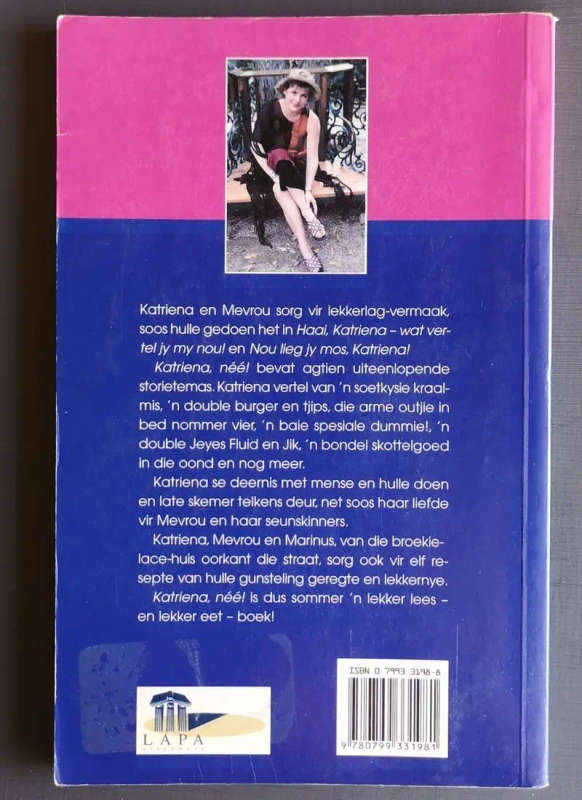 Katriena en Mevrou sorg vir lekkerlag-vermaak,
soos hulle gedoen het in Haai, Katriena – wat ver-
tel jy my nou! en Nou lieg jy mos, Katriena!
Katriena, néé! bevat agtien uiteenlopende
storietemas. Katriena vertel van 'n soetkysie kraal-
mis, 'n double burger en tjips, die arme outjie in
bed nommer vier, 'n baie spesiale dummie!, 'n
double Jeyes Fluid en Jik, 'n bondel skottelgoed
in die oond en nog meer.
Katriena se deernis met mense en hulle doen
en late skemer telkens deur, net soos haar liefde
vir Mevrou en haar seunskinners.
Katriena, Mevrou en Marinus, van die broekie-
lace-huis oorkant die straat, sorg ook vir elf re-
septe van hulle gunsteling geregte en lekkernye.
Katriena, néé! is dus sommer 'n lekker lees –
en lekker eet – boek!
ISBN 0 7993 3198-8
9 780799 331981
LAPA
UITGEWERS